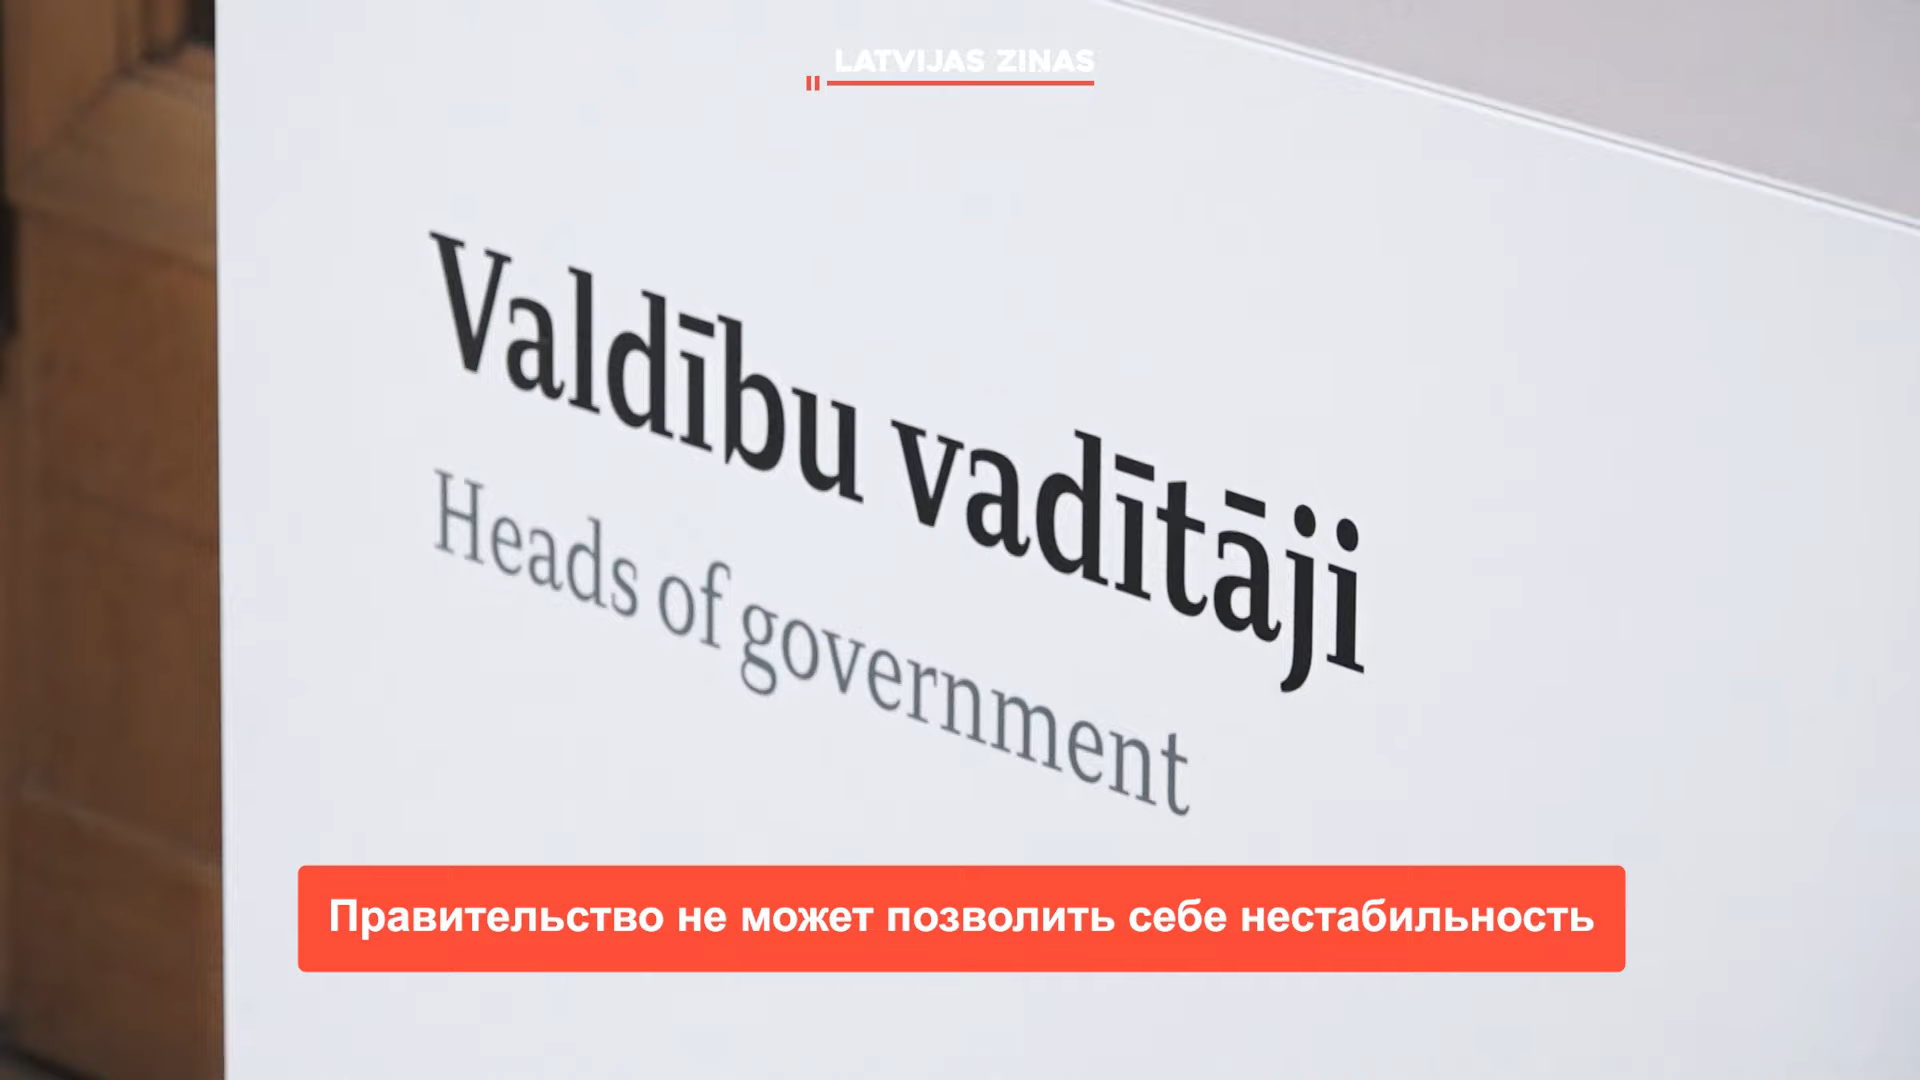 LATVIJAS ZIŅAS
Valdību vadītāji
Heads of government
Правительство не может позволить себе нестабильность